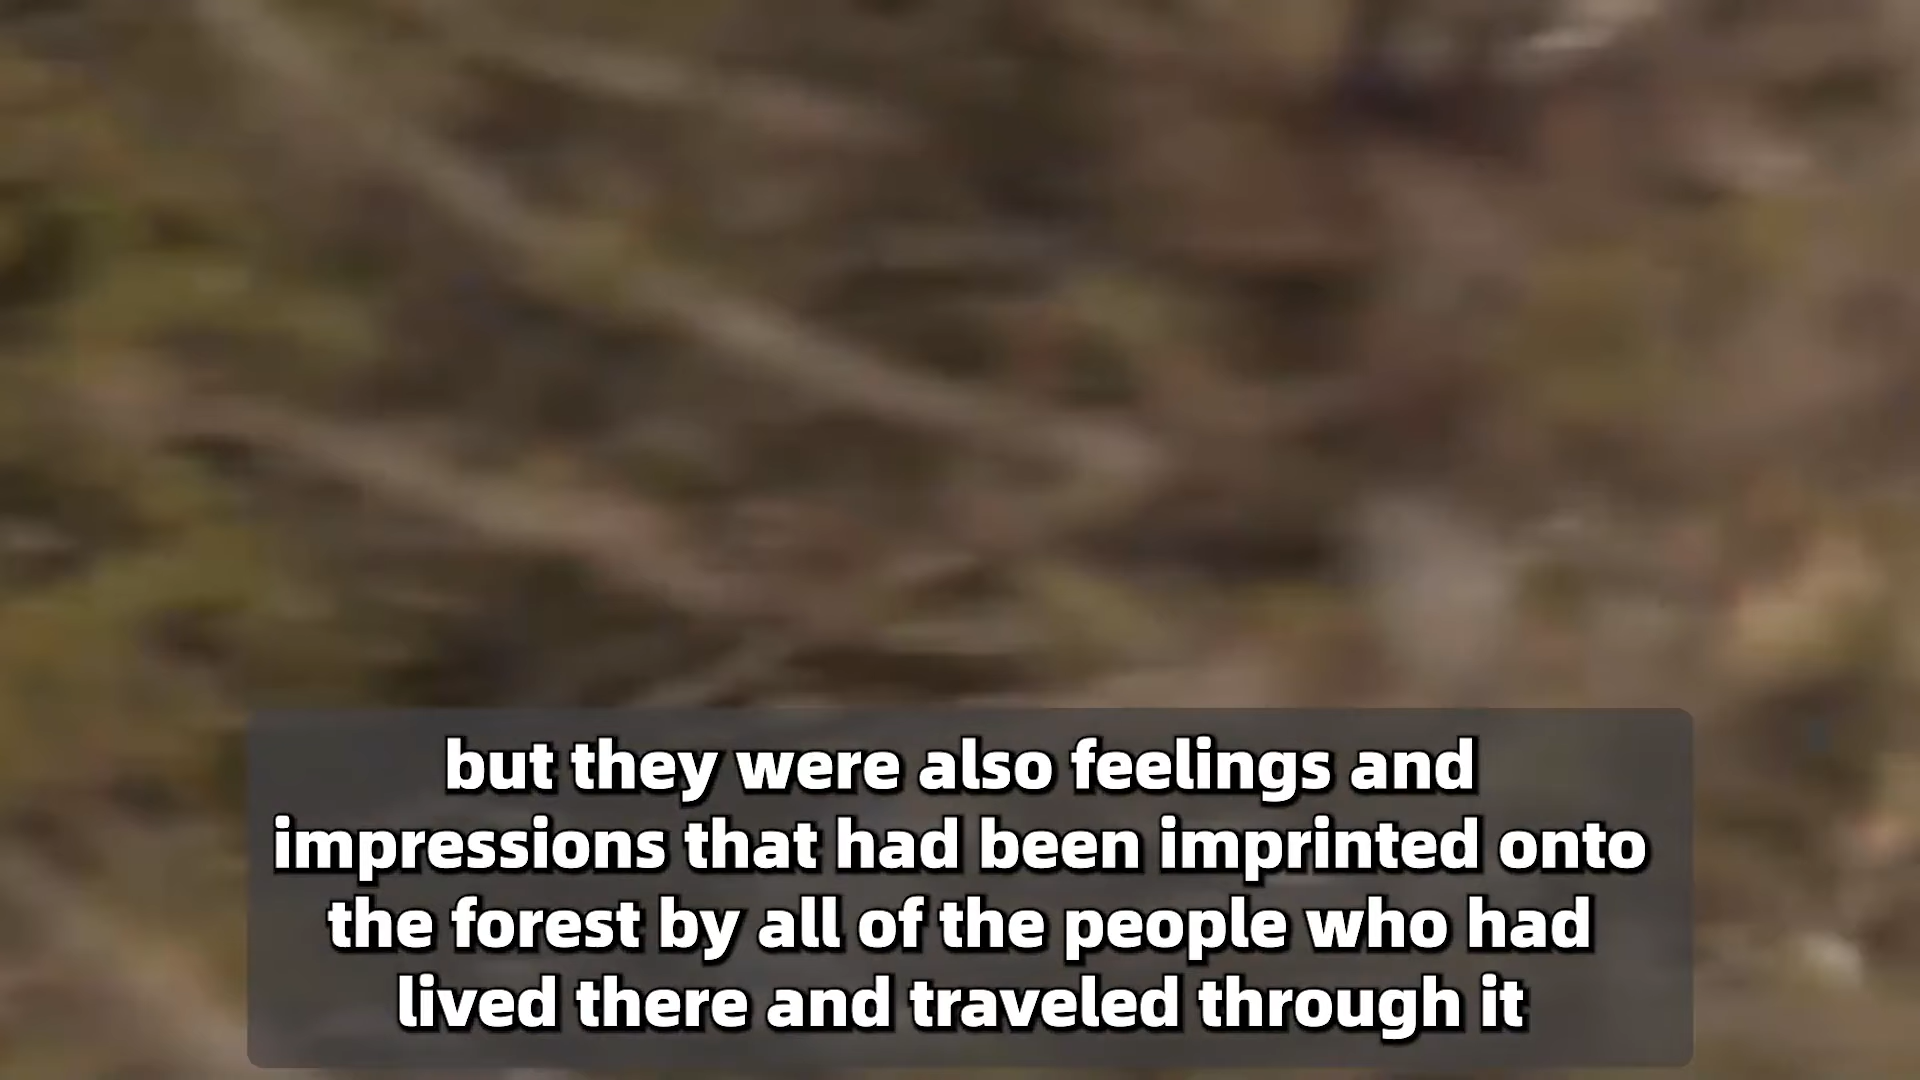 but they were also feelings and
impressions that had been imprinted onto
the forest by all of the people who had
lived there and traveled through it